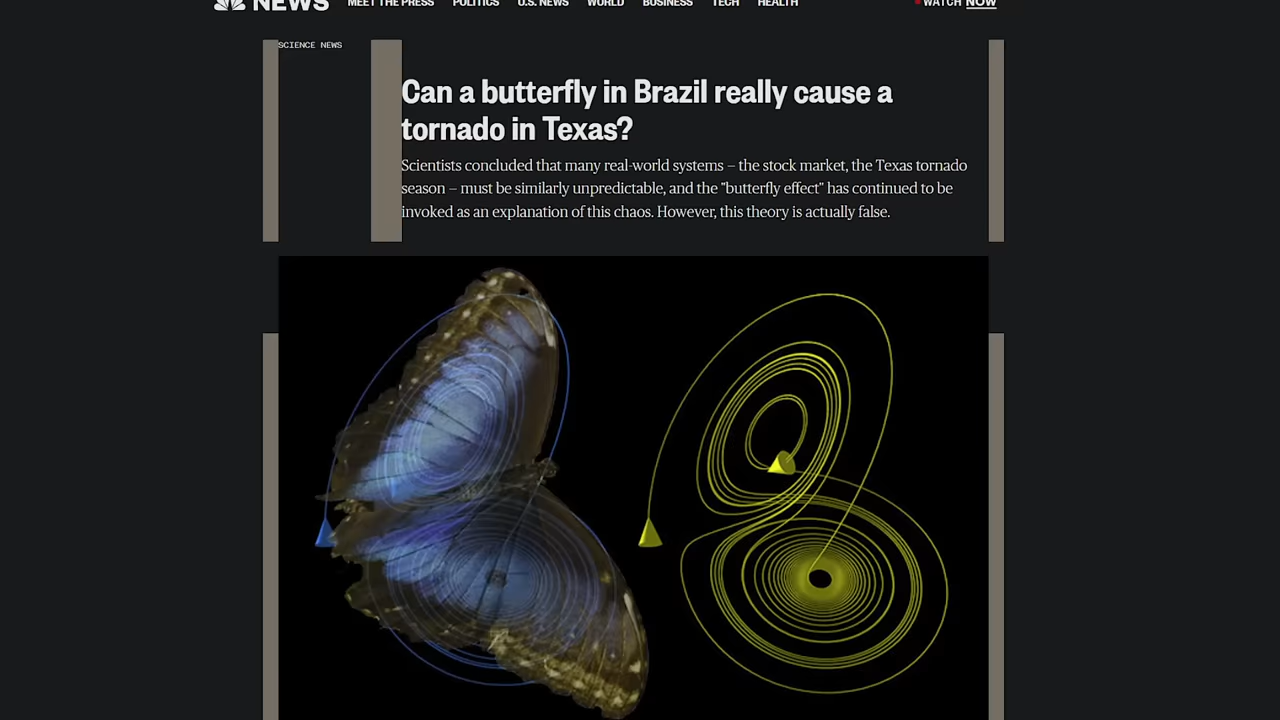 NEWS MEET THE PRESS POLITICS U.S. NEWS WORLD BUSINESS TECH HEALTH WATCH NOW
SCIENCE NEWS
Can a butterfly in Brazil really cause a
tornado in Texas?
Scientists concluded that many real-world systems – the stock market, the Texas tornado
season – must be similarly unpredictable, and the "butterfly effect" has continued to be
invoked as an explanation of this chaos. However, this theory is actually false.